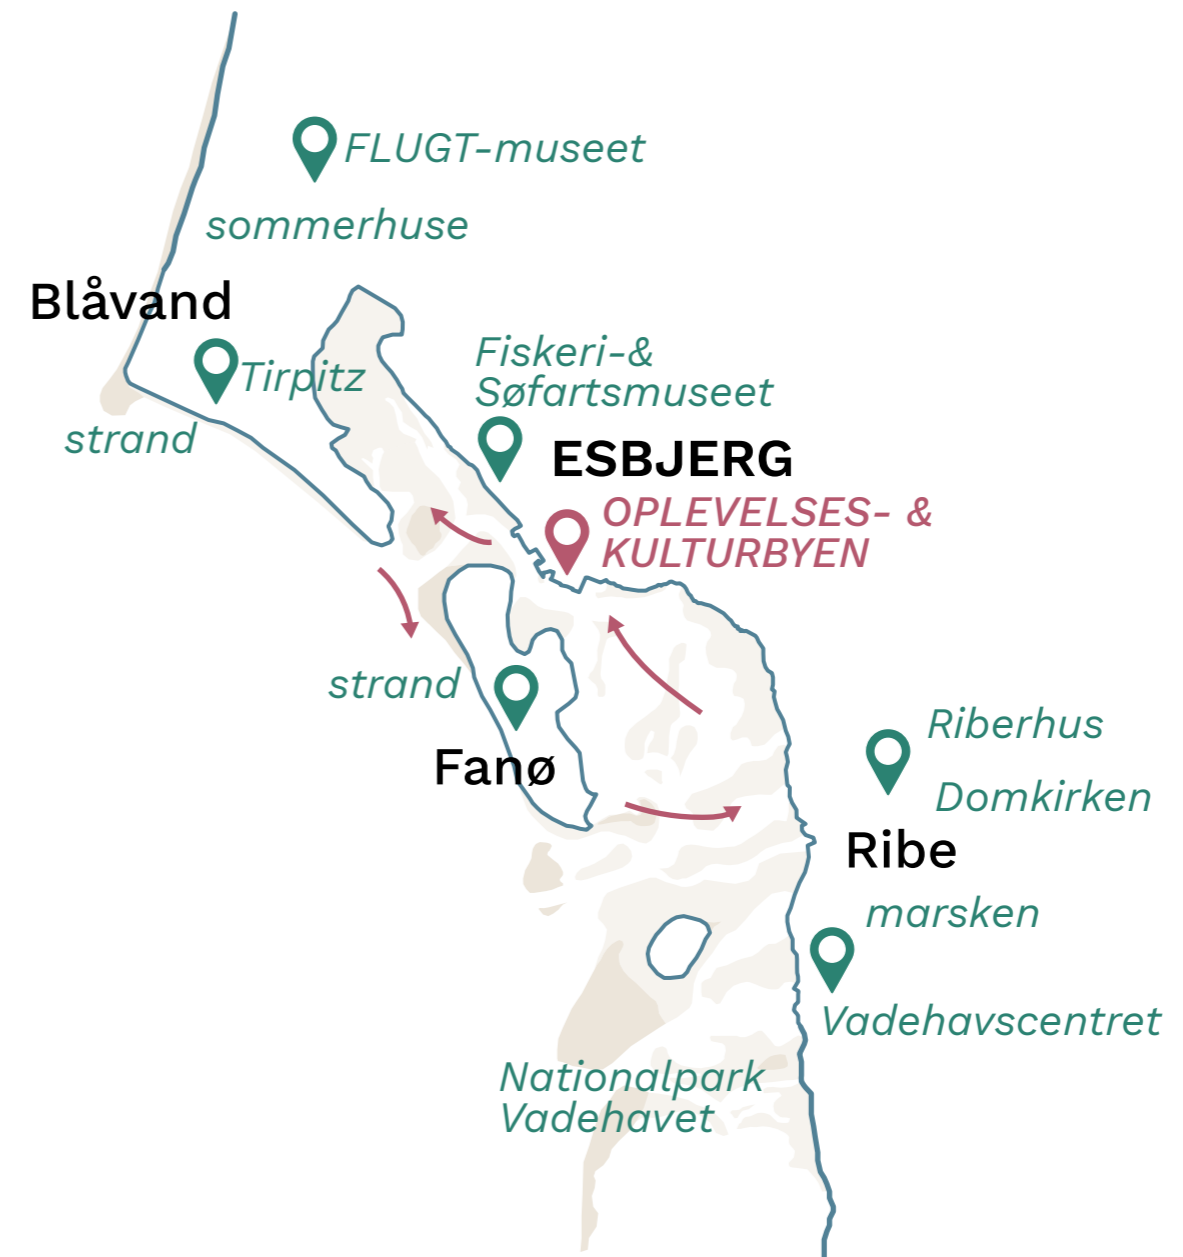 FLUGT-museet
sommerhuse
Blåvand
Tirpitz
strand
Fiskeri-&
Søfartsmuseet
ESBJERG
OPLEVELSES- &
KULTURBYEN
strand
Fanø
Riberhus
Domkirken
Ribe
marsken
Vadehavscentret
Nationalpark
Vadehavet